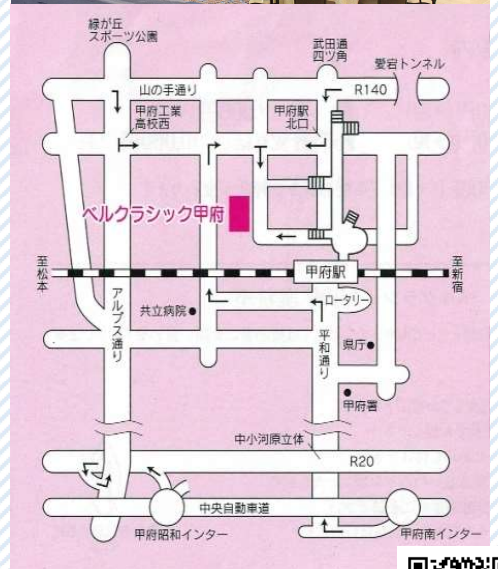 緑が丘
スポーツ公園
武田通
四ツ角
愛宕トンネル
山の手通り
R140
甲府工業
高校西
甲府駅
北口
ベルクラシック甲府
至松本
至新宿
甲府駅
ロータリー
アルプス通り
共立病院
平和通り
県庁
甲府署
中小河原立体
R20
中央自動車道
甲府昭和インター
甲府南インター